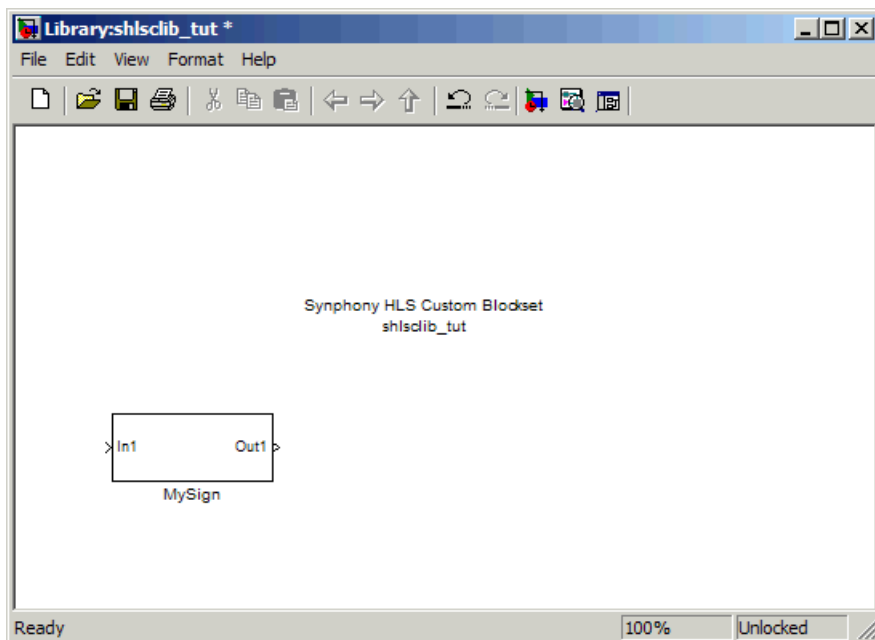 Library:shlsclib_tut *
File Edit View Format Help
Synphony HLS Custom Blockset
shlsclib_tut
In1 Out1
MySign
Ready 100% Unlocked